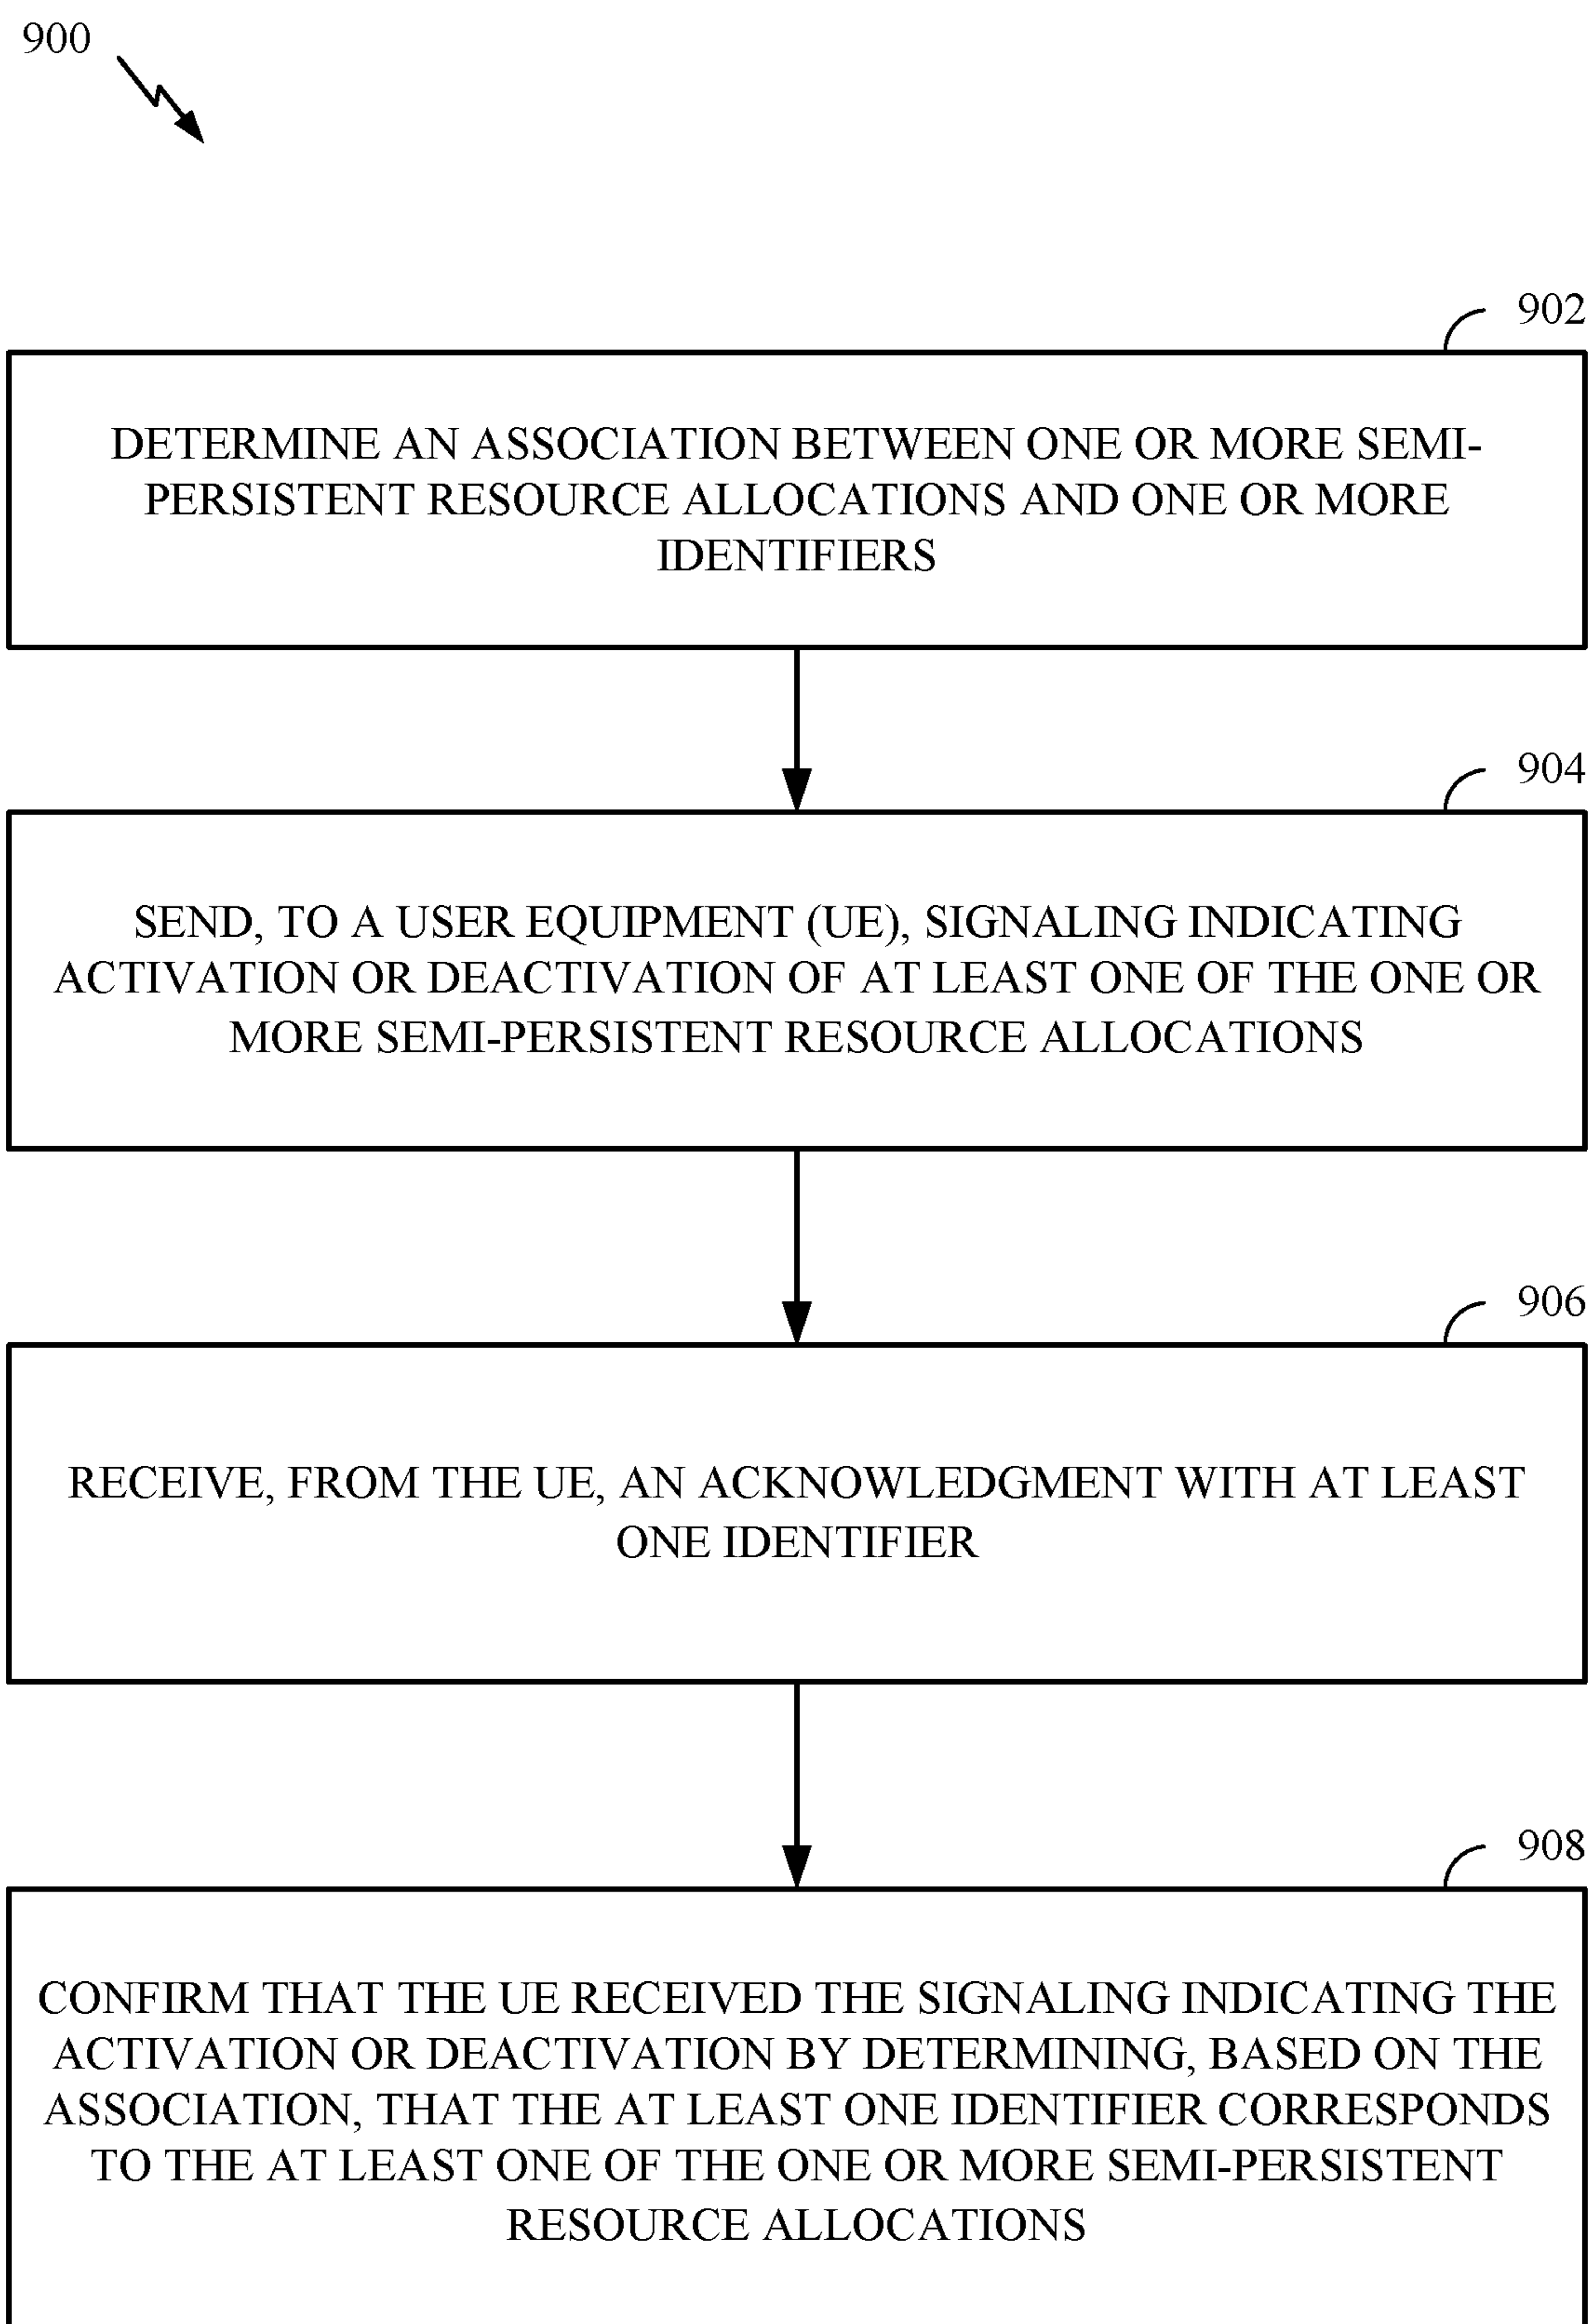 900
902
DETERMINE AN ASSOCIATION BETWEEN ONE OR MORE SEMI-
PERSISTENT RESOURCE ALLOCATIONS AND ONE OR MORE
IDENTIFIERS
904
SEND, TO A USER EQUIPMENT (UE), SIGNALING INDICATING
ACTIVATION OR DEACTIVATION OF AT LEAST ONE OF THE ONE OR
MORE SEMI-PERSISTENT RESOURCE ALLOCATIONS
906
RECEIVE, FROM THE UE, AN ACKNOWLEDGMENT WITH AT LEAST
ONE IDENTIFIER
908
CONFIRM THAT THE UE RECEIVED THE SIGNALING INDICATING THE
ACTIVATION OR DEACTIVATION BY DETERMINING, BASED ON THE
ASSOCIATION, THAT THE AT LEAST ONE IDENTIFIER CORRESPONDS
TO THE AT LEAST ONE OF THE ONE OR MORE SEMI-PERSISTENT
RESOURCE ALLOCATIONS